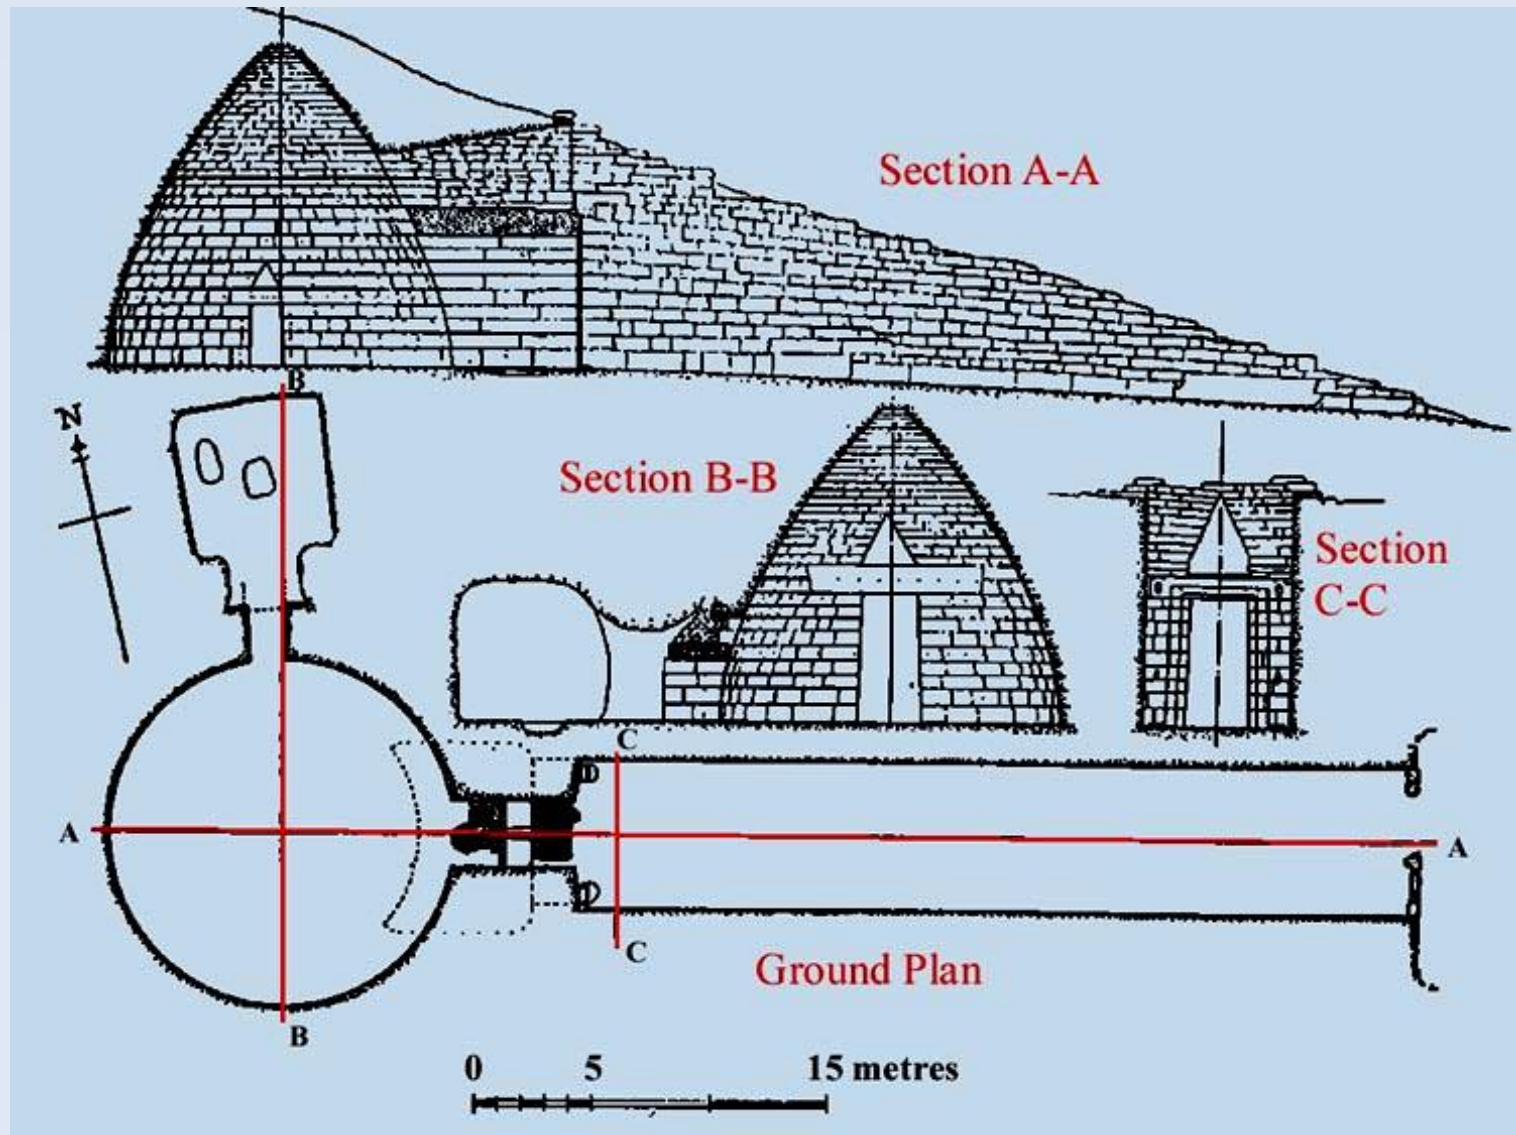 Section A-A
B
N
Section B-B
Section
C-C
C
A
A
C
Ground Plan
B
0 5 15 metres